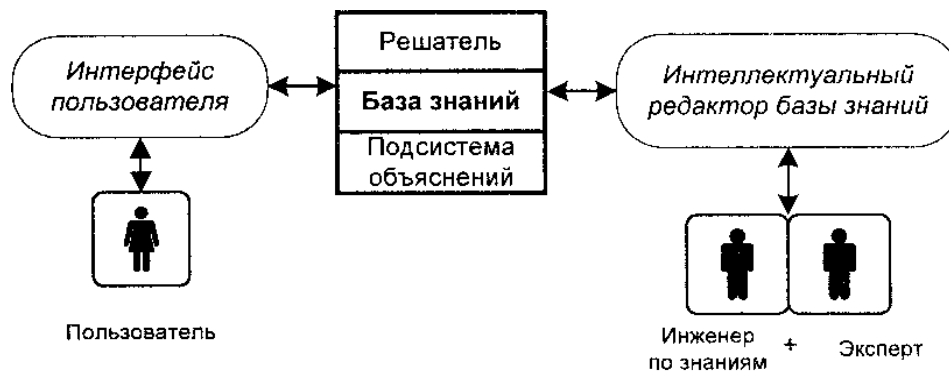 Решатель
Интерфейс
пользователя
База знаний
Интеллектуальный
редактор базы знаний
Подсистема
объяснений
Пользователь
Инженер
по знаниям
+
Эксперт